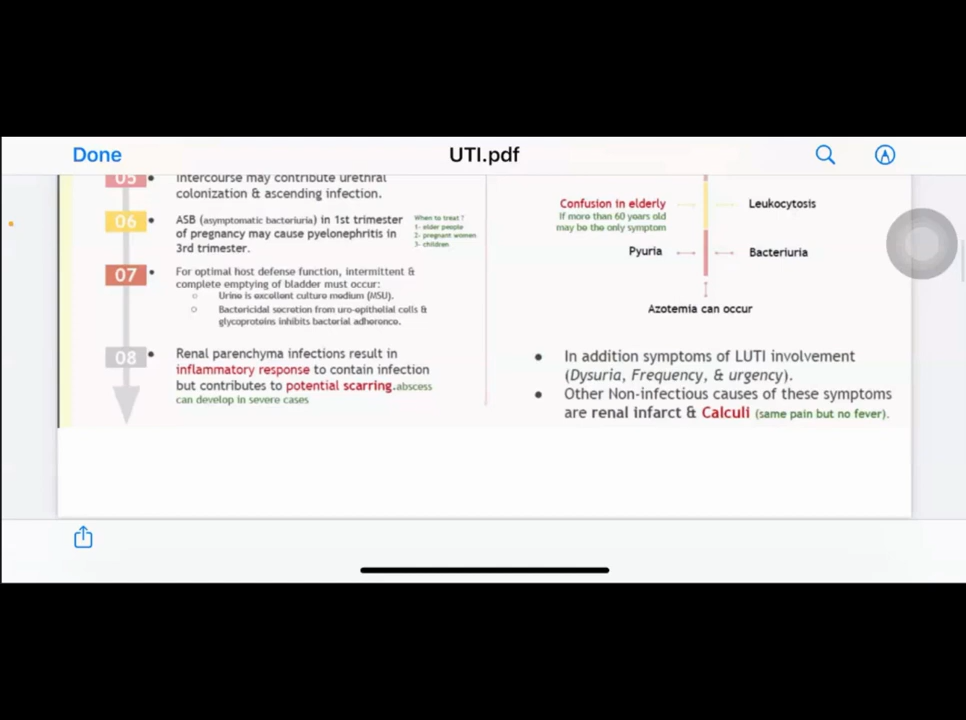 Done
UTI.pdf
05 • Intercourse may contribute urethral
colonization & ascending infection.
06 • ASB (asymptomatic bacteriuria) in 1st trimester
of pregnancy may cause pyelonephritis in
3rd trimester.
When to treat ?
1- elder people
2- pregnant women
3- children
07 • For optimal host defense function, intermittent &
complete emptying of bladder must occur:
o Urine is excellent culture medium (MSU).
o Bactericidal secretion from uro-epithelial cells &
glycoproteins inhibits bacterial adherence.
08 • Renal parenchyma infections result in
inflammatory response to contain infection
but contributes to potential scarring.abscess
can develop in severe cases
Confusion in elderly
If more than 60 years old
may be the only symptom
Leukocytosis
Pyuria
Bacteriuria
Azotemia can occur
• In addition symptoms of LUTI involvement
(Dysuria, Frequency, & urgency).
• Other Non-infectious causes of these symptoms
are renal infarct & Calculi (same pain but no fever).